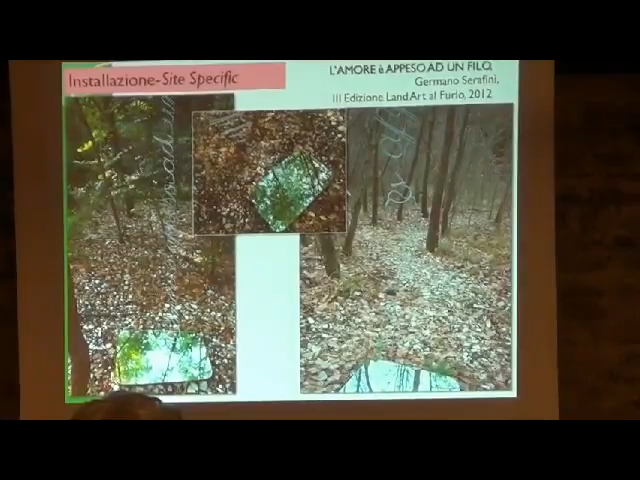 Installazione-Site Specific
L'AMORE è APPESO AD UN FILO,
Germano Serafini,
III Edizione Land Art al Furlo, 2012